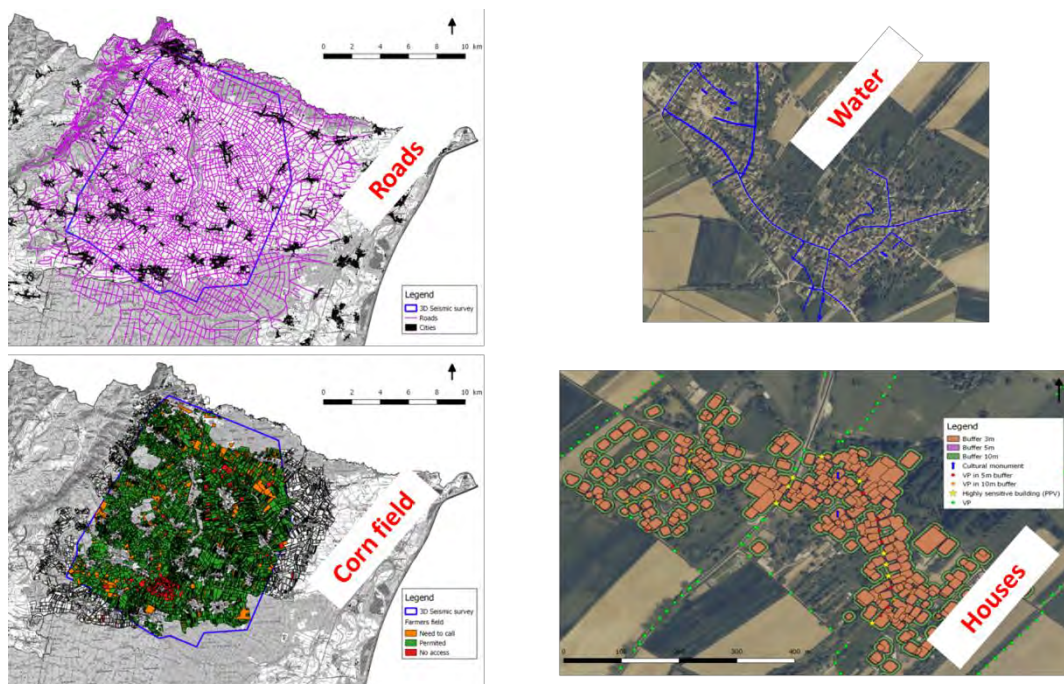 0 2 4 6 8 10 km
Roads
Legend
3D Seismic survey
Roads
Cities
Water
0 2 4 6 8 10 km
Corn field
Legend
3D Seismic survey
Farmers field
Need to call
Permited
No access
Legend
Buffer 3m
Buffer 5m
Buffer 10m
Cultural monument
VP in 5m buffer
VP in 10m buffer
Highly sensitive building (PPV)
VP
Houses
0 100 200 300 400 m